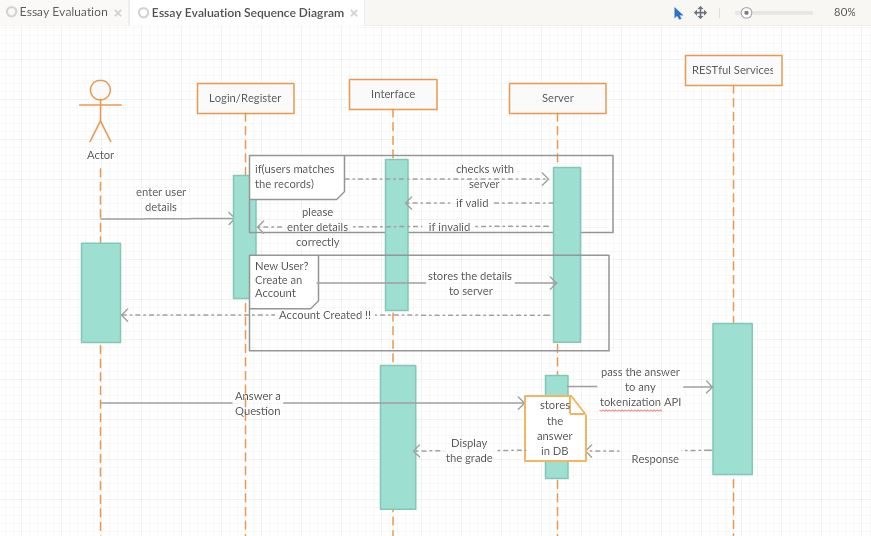 Essay Evaluation
Essay Evaluation Sequence Diagram
80%
RESTful Services
Login/Register
Interface
Server
Actor
if(users matches
the records)
checks with
server
enter user
details
if valid
please
enter details
correctly
if invalid
New User?
Create an
Account
stores the details
to server
Account Created !!
pass the answer
to any
tokenization API
Answer a
Question
stores
the
answer
in DB
Display
the grade
Response